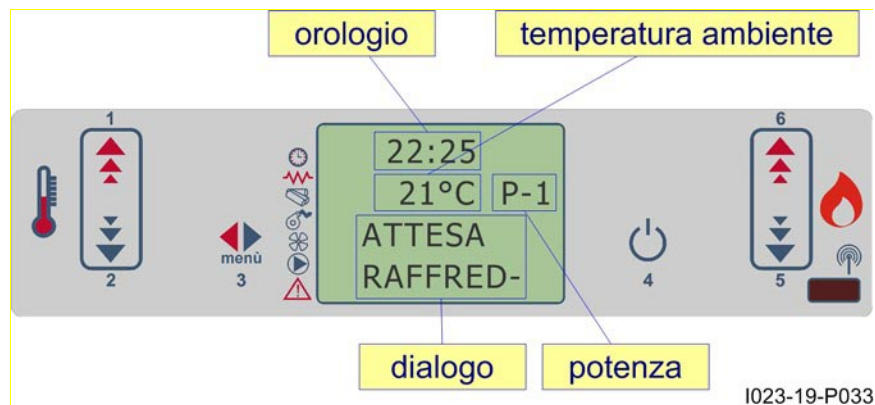 orologio
temperatura ambiente
1
6
22:25
21°C P-1
ATTESA
RAFFRED-
menù
2
3
4
5
dialogo
potenza
I023-19-P033